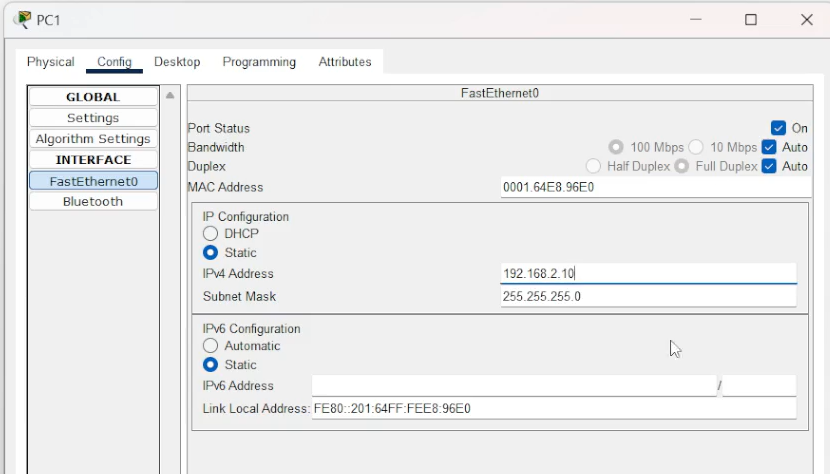 PC1
Physical Config Desktop Programming Attributes
GLOBAL
Settings
Algorithm Settings
INTERFACE
FastEthernet0
Bluetooth
FastEthernet0
Port Status On
Bandwidth 100 Mbps 10 Mbps Auto
Duplex Half Duplex Full Duplex Auto
MAC Address 0001.64E8.96E0
IP Configuration
DHCP
Static
IPv4 Address 192.168.2.10
Subnet Mask 255.255.255.0
IPv6 Configuration
Automatic
Static
IPv6 Address /
Link Local Address: FE80::201:64FF:FEE8:96E0